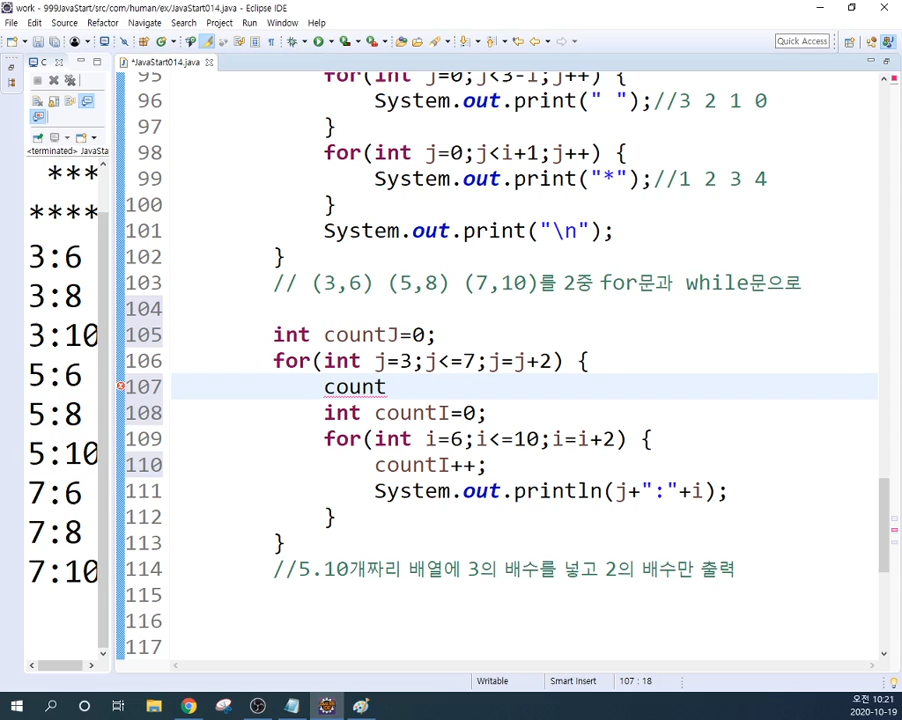 work - 999JavaStart/src/com/human/ex/JavaStart014.java - Eclipse IDE
File Edit Source Refactor Navigate Search Project Run Window Help
Quick Access
C
*JavaStart014.java
<terminated> JavaSta
***
****
3:6
3:8
3:10
5:6
5:8
5:10
7:6
7:8
7:10
95 for(int j=0;j<3-i;j++) {
96 System.out.print(" ");//3 2 1 0
97 }
98 for(int j=0;j<i+1;j++) {
99 System.out.print("*");//1 2 3 4
100 }
101 System.out.print("\n");
102 }
103 // (3,6) (5,8) (7,10)를 2중 for문과 while문으로
104
105 int countJ=0;
106 for(int j=3;j<=7;j=j+2) {
107 count
108 int countI=0;
109 for(int i=6;i<=10;i=i+2) {
110 countI++;
111 System.out.println(j+":"+i);
112 }
113 }
114 //5.10개짜리 배열에 3의 배수를 넣고 2의 배수만 출력
115
116
117
Writable Smart Insert 107 : 18
오전 10:21
2020-10-19